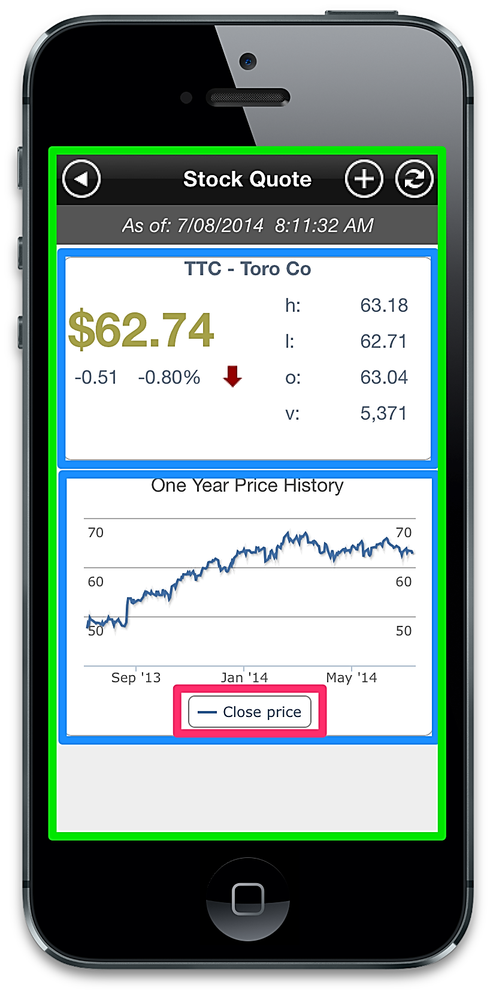 Stock Quote
As of: 7/08/2014 8:11:32 AM
TTC - Toro Co
$62.74
-0.51 -0.80%
h: 63.18
l: 62.71
o: 63.04
v: 5,371
One Year Price History
70 70
60 60
50 50
Sep '13 Jan '14 May '14
Close price